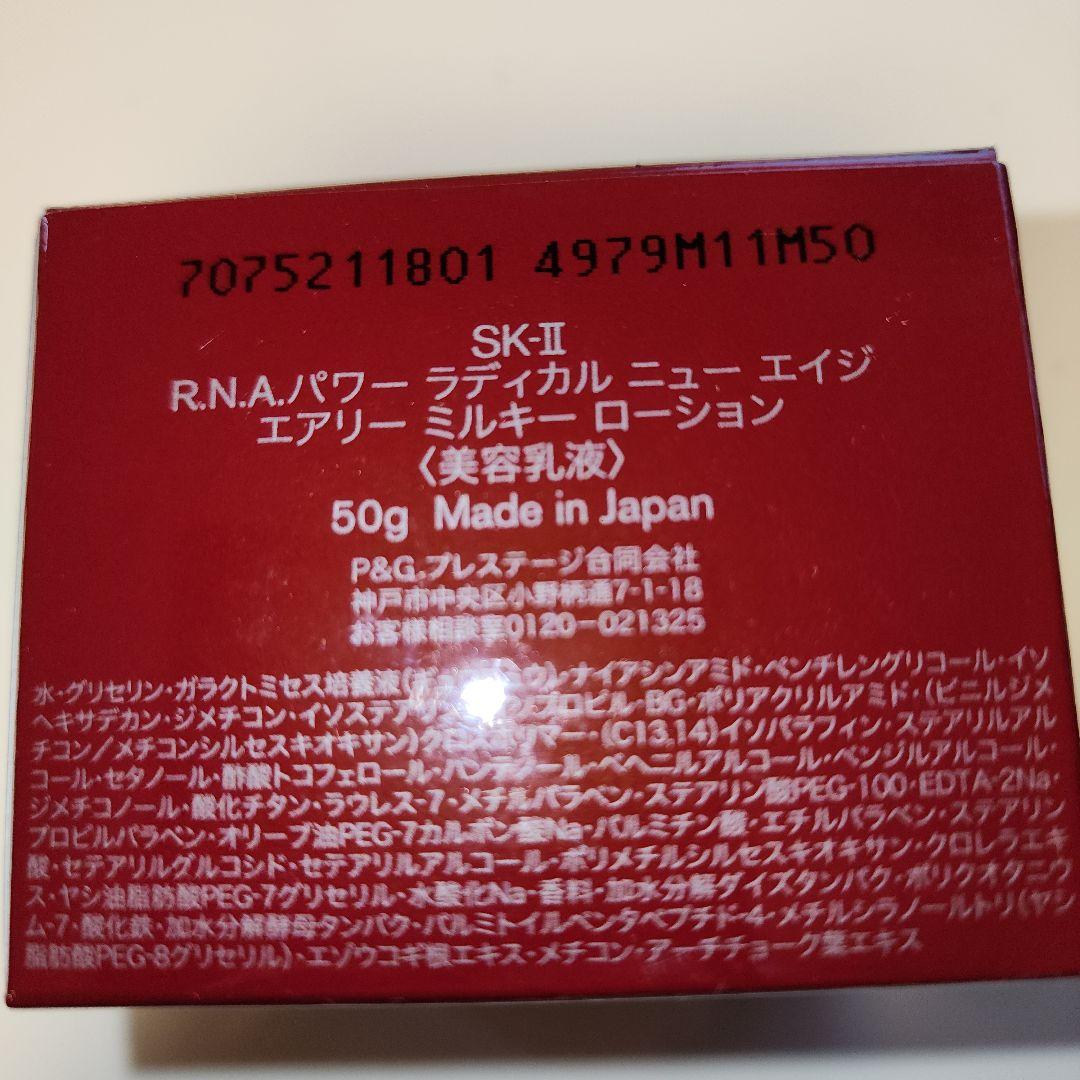 7075211801 4979M11M50
SK-Ⅱ
R.N.A.パワー ラディカル ニュー エイジ
エアリー ミルキー ローション
〈美容乳液〉
50g Made in Japan
P&G プレステージ合同会社
神戸市中央区小野柄通7-1-18
お客様相談室0120-021325
水・グリセリン・ガラクトミセス培養液・ナイアシンアミド・ペンチレングリコール・イソ
ヘキサデカン・ジメチコン・イソステアリン プロピル・BG・ポリアクリルアミド・(ビニルジメ
チコン/メチコンシルセスキオキサン)クロスポリマー・(C13,14)イソパラフィン・ステアリルアル
コール・セタノール・酢酸トコフェロール・パンテノール・ベヘニルアルコール・ベンジルアルコール・
ジメチコノール・酸化チタン・ラウレス-7・メチルパラベン・ステアリン酸PEG-100・EDTA-2Na・
プロピルパラベン・オリーブ油PEG-7カルボン酸Na・パルミチン酸・エチルパラベン・ステアリン
酸・セテアリルグルコシド・セテアリルアルコール・ポリメチルシルセスキオキサン・クロレラエキ
ス・ヤシ油脂肪酸PEG-7グリセリル・水酸化Na・香料・加水分解ダイズタンパク・ポリクオタニウ
ム-7・酸化鉄・加水分解酵母タンパク・パルミトイルペンタペプチド-4・メチルシラノールトリ(ヤシ
脂肪酸PEG-8グリセリル)・エゾウコギ根エキス・メチコン・アーチチョーク葉エキス